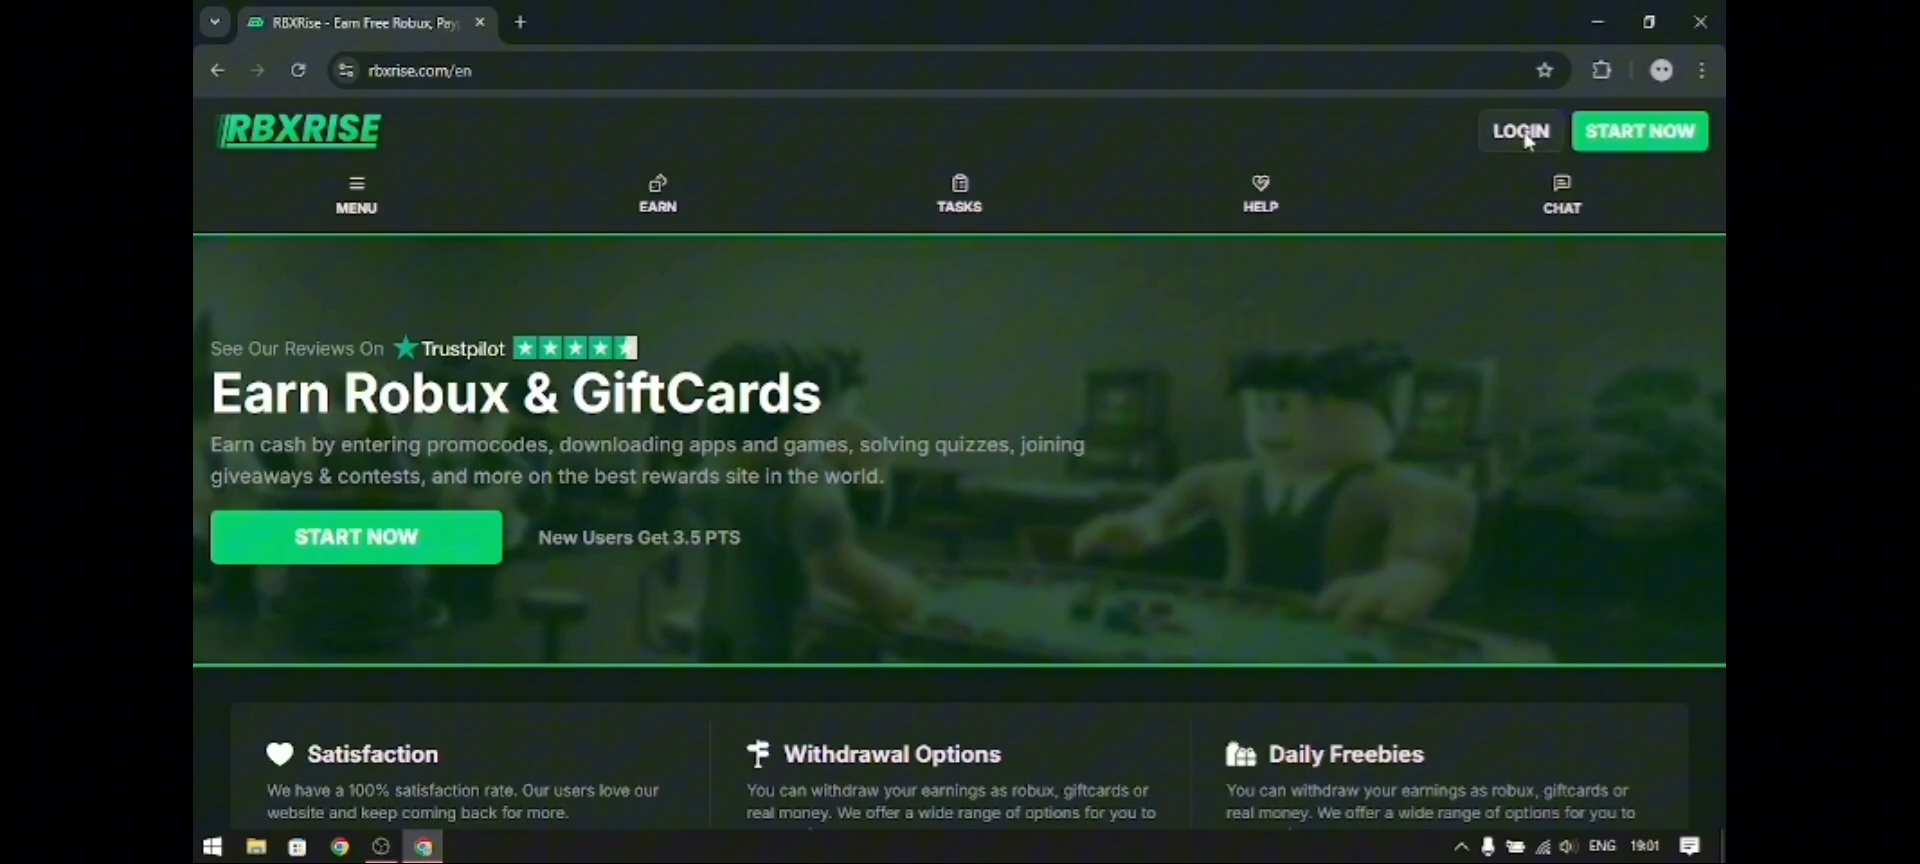 RBXRise - Earn Free Robux, Pay
rbxrise.com/en
RBXRISE
LOGIN
START NOW
MENU
EARN
TASKS
HELP
CHAT
See Our Reviews On Trustpilot
Earn Robux & GiftCards
Earn cash by entering promocodes, downloading apps and games, solving quizzes, joining
giveaways & contests, and more on the best rewards site in the world.
START NOW
New Users Get 3.5 PTS
Satisfaction
We have a 100% satisfaction rate. Our users love our
website and keep coming back for more.
Withdrawal Options
You can withdraw your earnings as robux, giftcards or
real money. We offer a wide range of options for you to
Daily Freebies
You can withdraw your earnings as robux, giftcards or
real money. We offer a wide range of options for you to
ENG
19:01